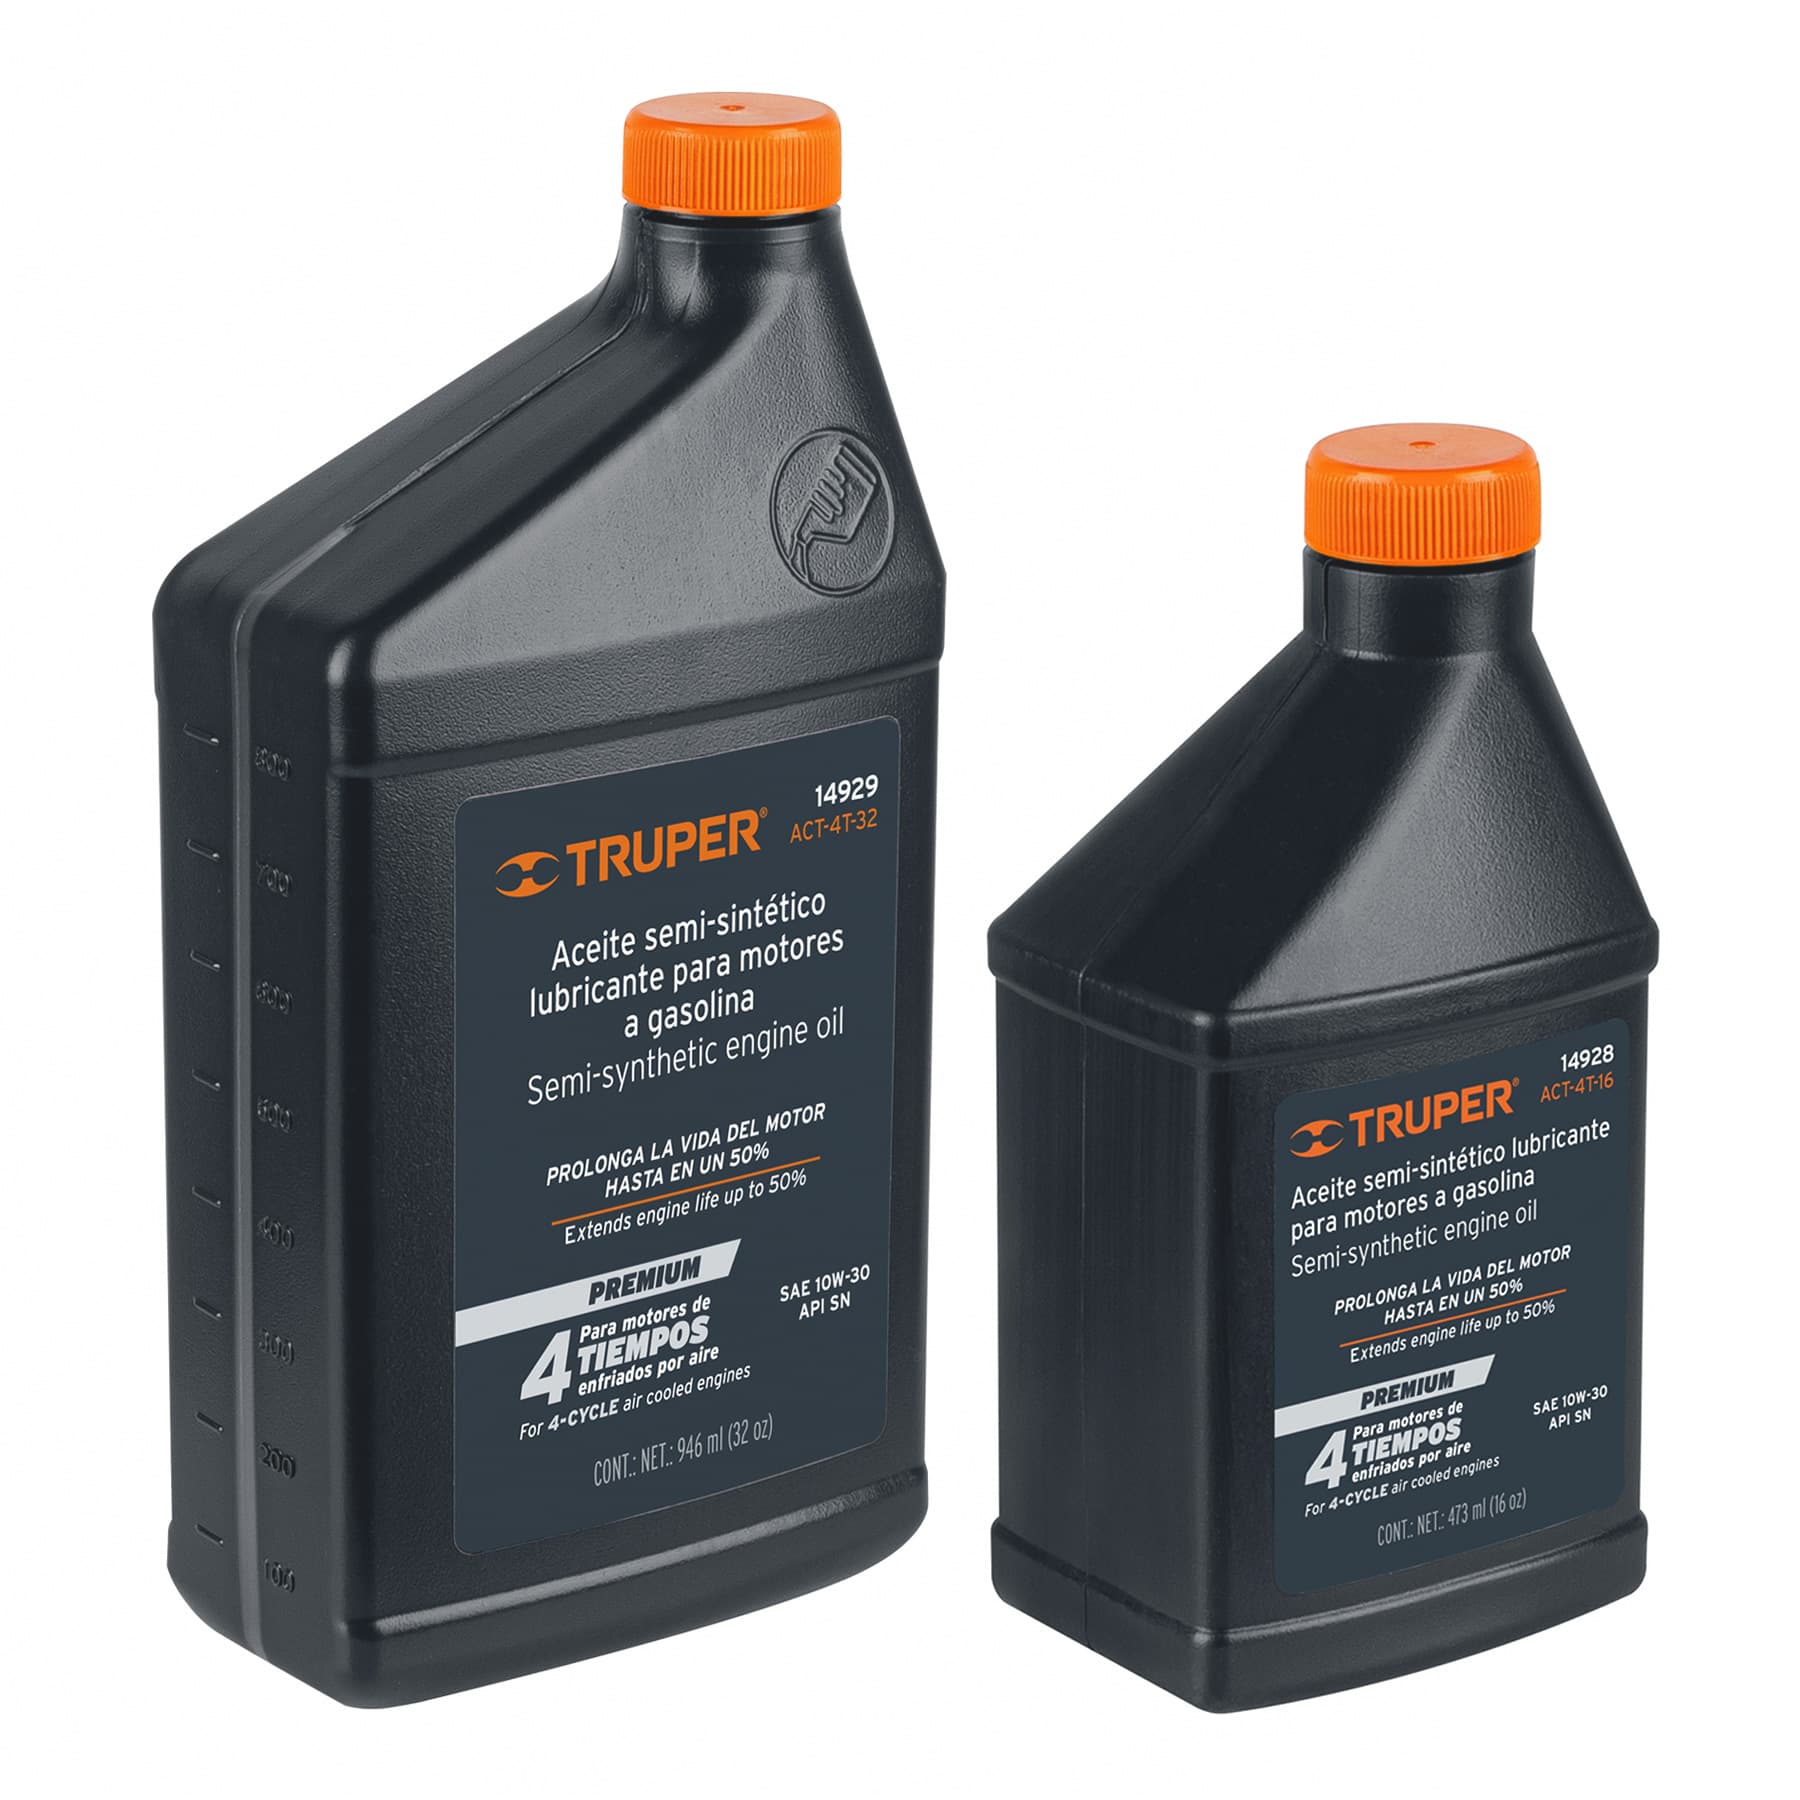 14929
TRUPER®
ACT-4T-32
Aceite semi-sintético
lubricante para motores
a gasolina
Semi-synthetic engine oil
PROLONGA LA VIDA DEL MOTOR
HASTA EN UN 50%
Extends engine life up to 50%
PREMIUM
SAE 10W-30
API SN
4
Para motores de
TIEMPOS
enfriados por aire
For 4-CYCLE air cooled engines
CONT.: NET.: 946 ml (32 oz)
800
700
600
500
400
300
200
100
14928
TRUPER®
ACT-4T-16
Aceite semi-sintético lubricante
para motores a gasolina
Semi-synthetic engine oil
PROLONGA LA VIDA DEL MOTOR
HASTA EN UN 50%
Extends engine life up to 50%
PREMIUM
SAE 10W-30
API SN
4
Para motores de
TIEMPOS
enfriados por aire
For 4-CYCLE air cooled engines
CONT.: NET.: 473 ml (16 oz)